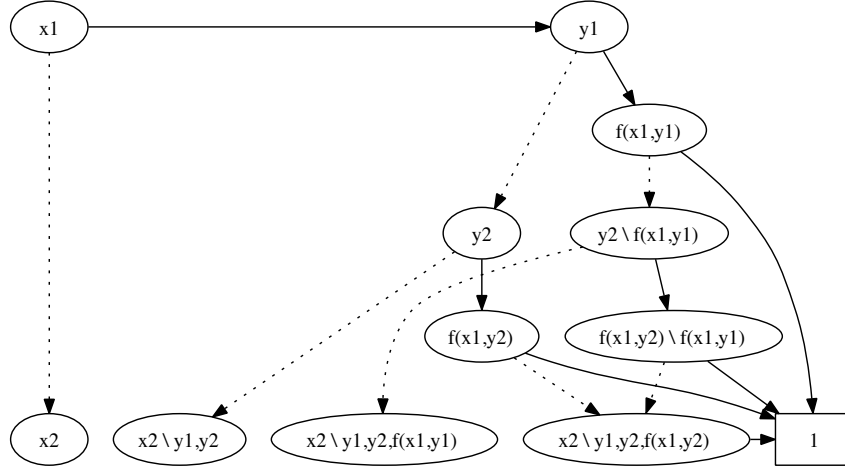 x1
y1
f(x1,y1)
y2
y2 \ f(x1,y1)
f(x1,y2)
f(x1,y2) \ f(x1,y1)
x2
x2 \ y1,y2
x2 \ y1,y2,f(x1,y1)
x2 \ y1,y2,f(x1,y2)
1